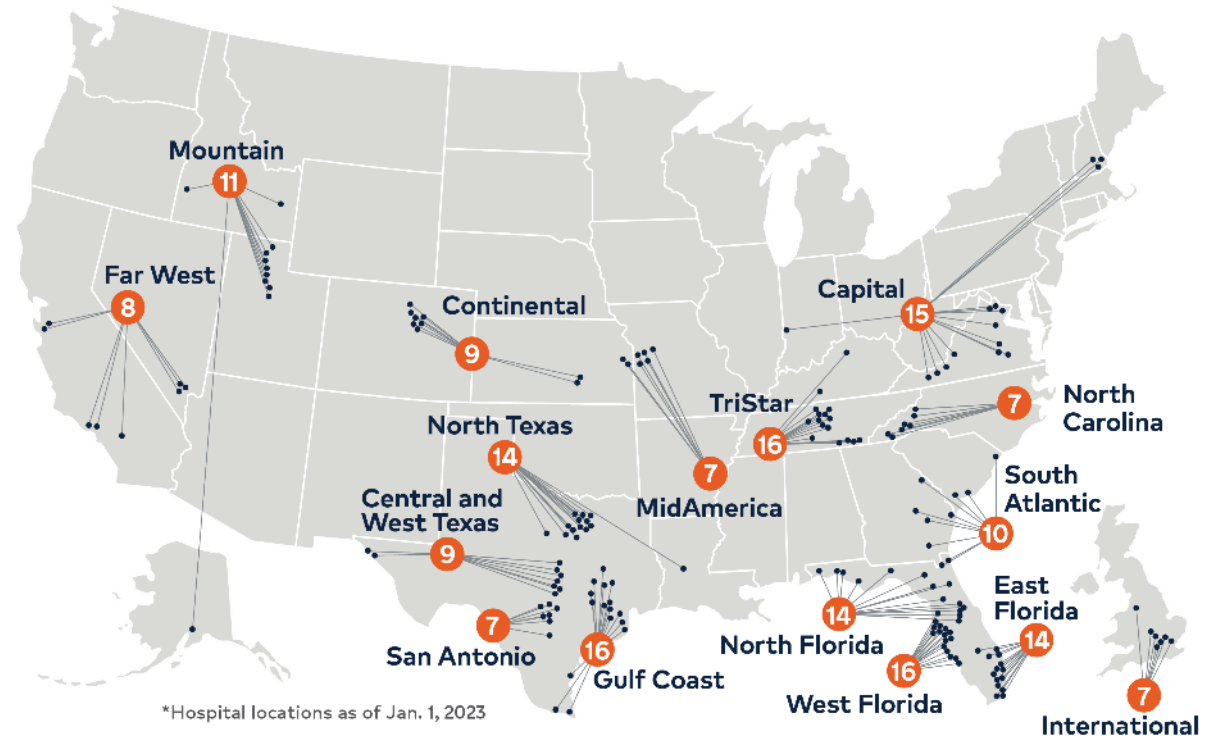 Mountain
11
Far West
8
Continental
9
Capital
15
TriStar
16
North
Carolina
7
North Texas
14
MidAmerica
7
South
Atlantic
10
Central and
West Texas
9
East
Florida
14
San Antonio
7
Gulf Coast
16
North Florida
14
West Florida
16
International
7
*Hospital locations as of Jan. 1, 2023